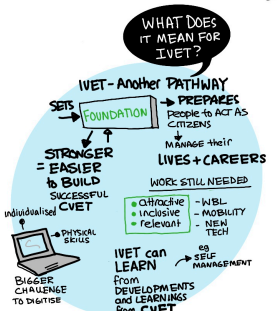 WHAT DOES
IT MEAN FOR
IVET?
IVET - ANOTHER PATHWAY
SETS
FOUNDATION
PREPARES
People to ACT AS
CITIZENS
MANAGE their
LIVES + CAREERS
STRONGER
= EASIER
to BUILD
SUCCESSFUL
CVET
WORK STILL NEEDED
• attractive
• inclusive
• relevant
- WBL
- MOBILITY
- NEW
TECH
individualised
PHYSICAL
SKILLS
BIGGER
CHALLENGE
TO DIGITISE
IVET can
LEARN
from
DEVELOPMENTS
and LEARNINGS
from CVET
eg
SELF
MANAGEMENT